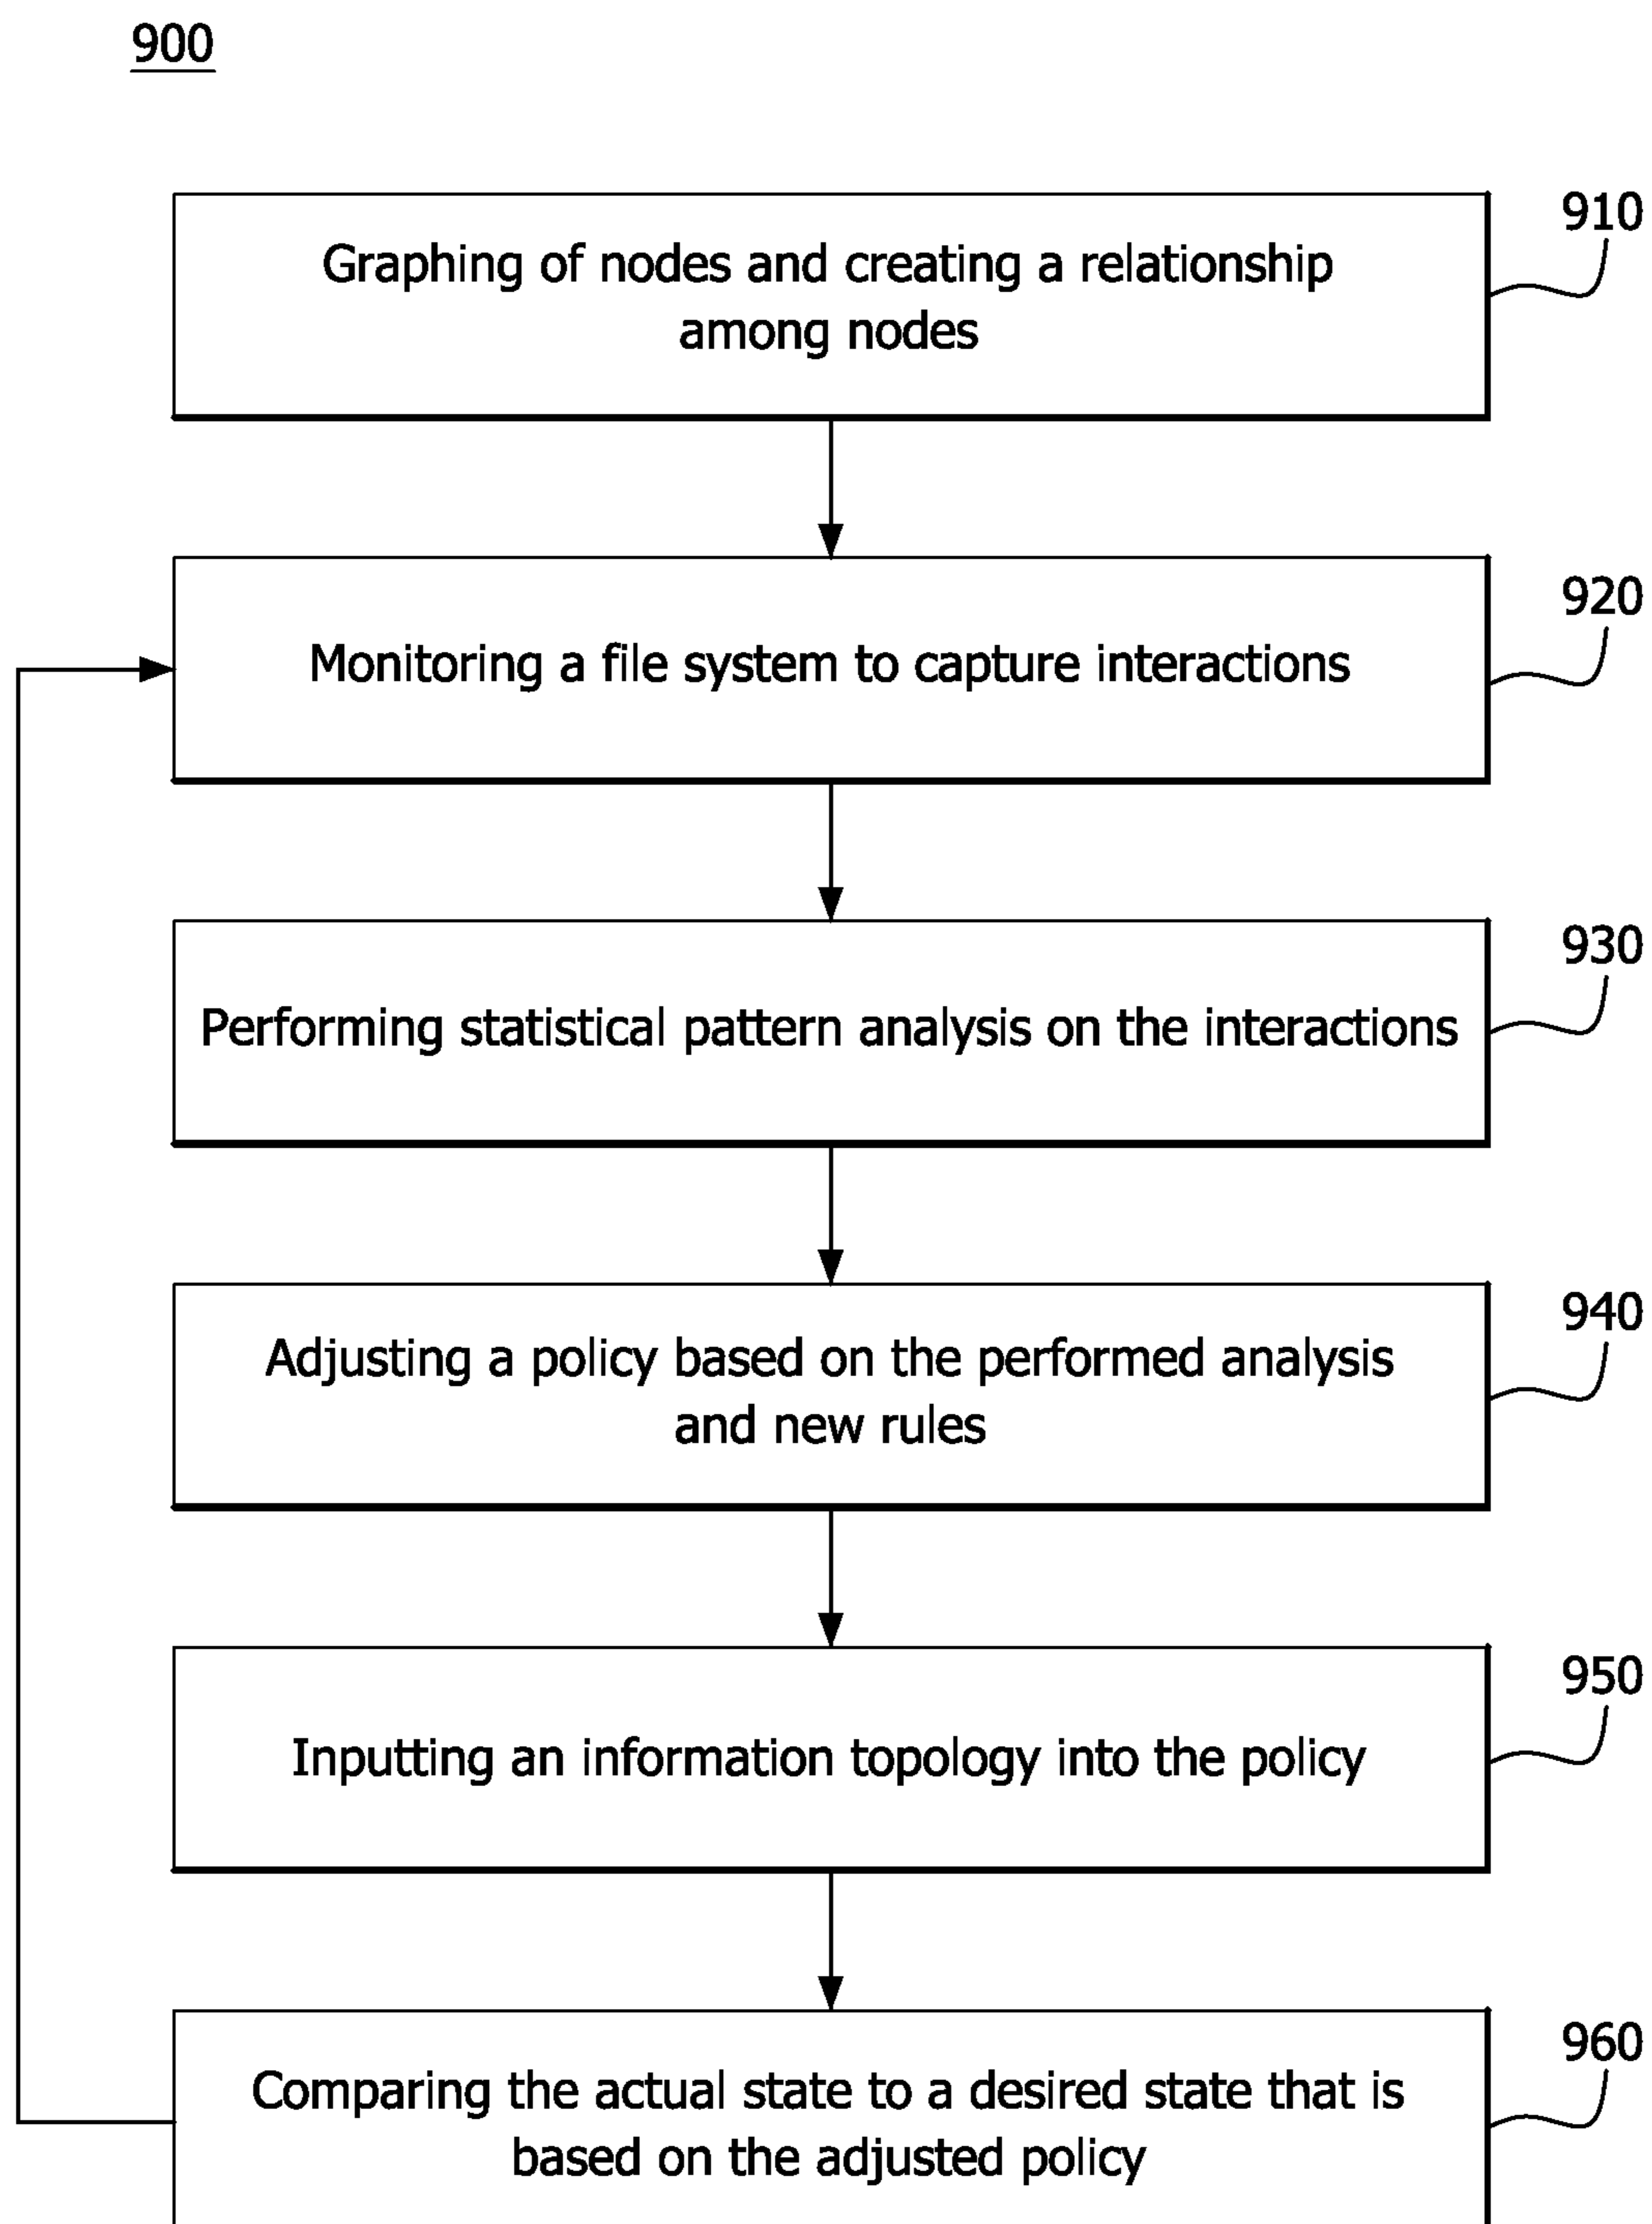 900
910
Graphing of nodes and creating a relationship
among nodes
920
Monitoring a file system to capture interactions
930
Performing statistical pattern analysis on the interactions
940
Adjusting a policy based on the performed analysis
and new rules
950
Inputting an information topology into the policy
960
Comparing the actual state to a desired state that is
based on the adjusted policy